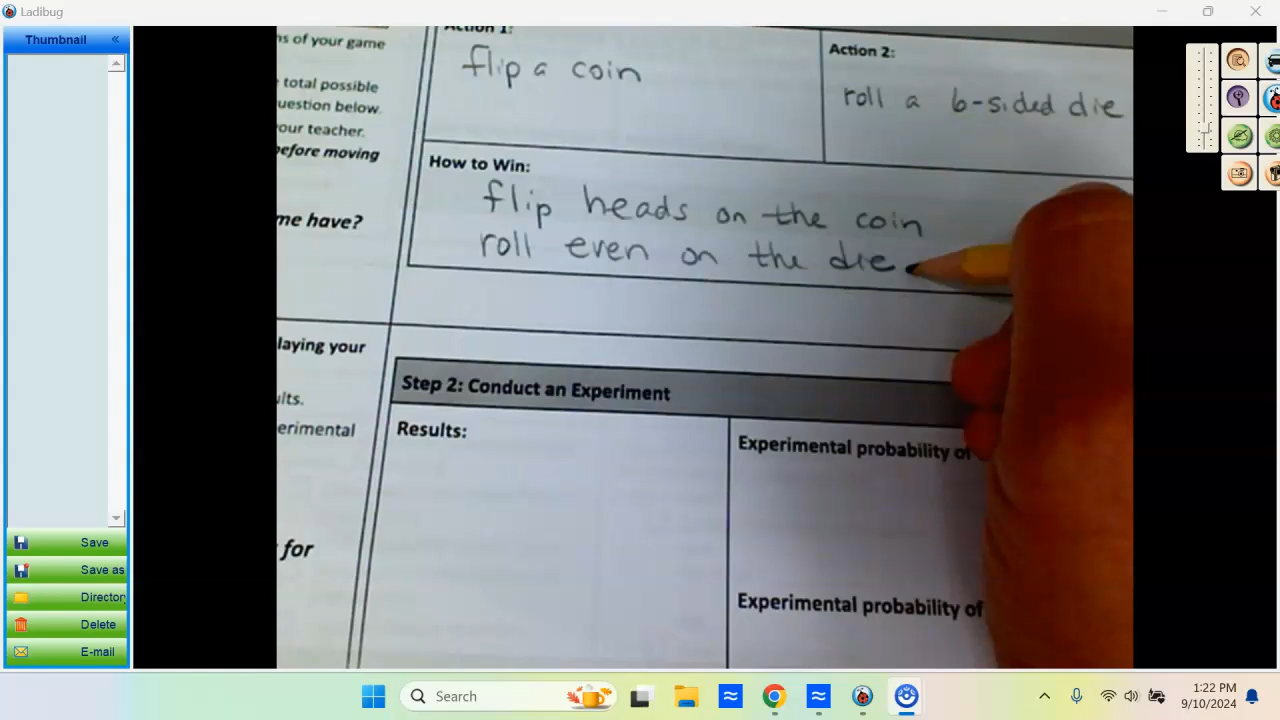 Ladibug
Thumbnail
Save
Save as
Director
Delete
E-mail
ns of your game
total possible
uestion below.
our teacher.
efore moving
me have?
laying your
ults.
erimental
for
Action 1:
flip a coin
Action 2:
roll a 6-sided die
How to Win:
flip heads on the coin
roll even on the die
Step 2: Conduct an Experiment
Results:
Experimental probability of
Experimental probability of
Search
1:22 PM
9/10/2024